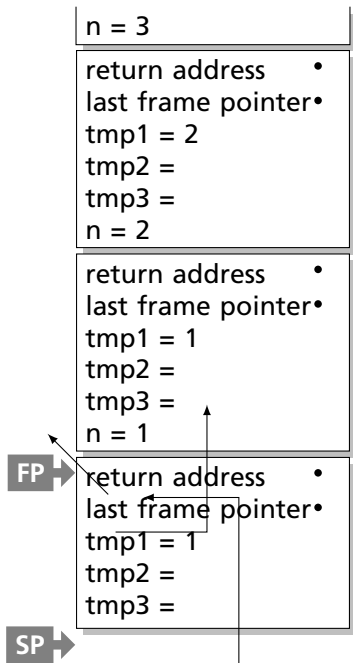 n = 3
return address •
last frame pointer•
tmp1 = 2
tmp2 =
tmp3 =
n = 2
return address •
last frame pointer•
tmp1 = 1
tmp2 =
tmp3 =
n = 1
FP
return address •
last frame pointer•
tmp1 = 1
tmp2 =
tmp3 =
SP